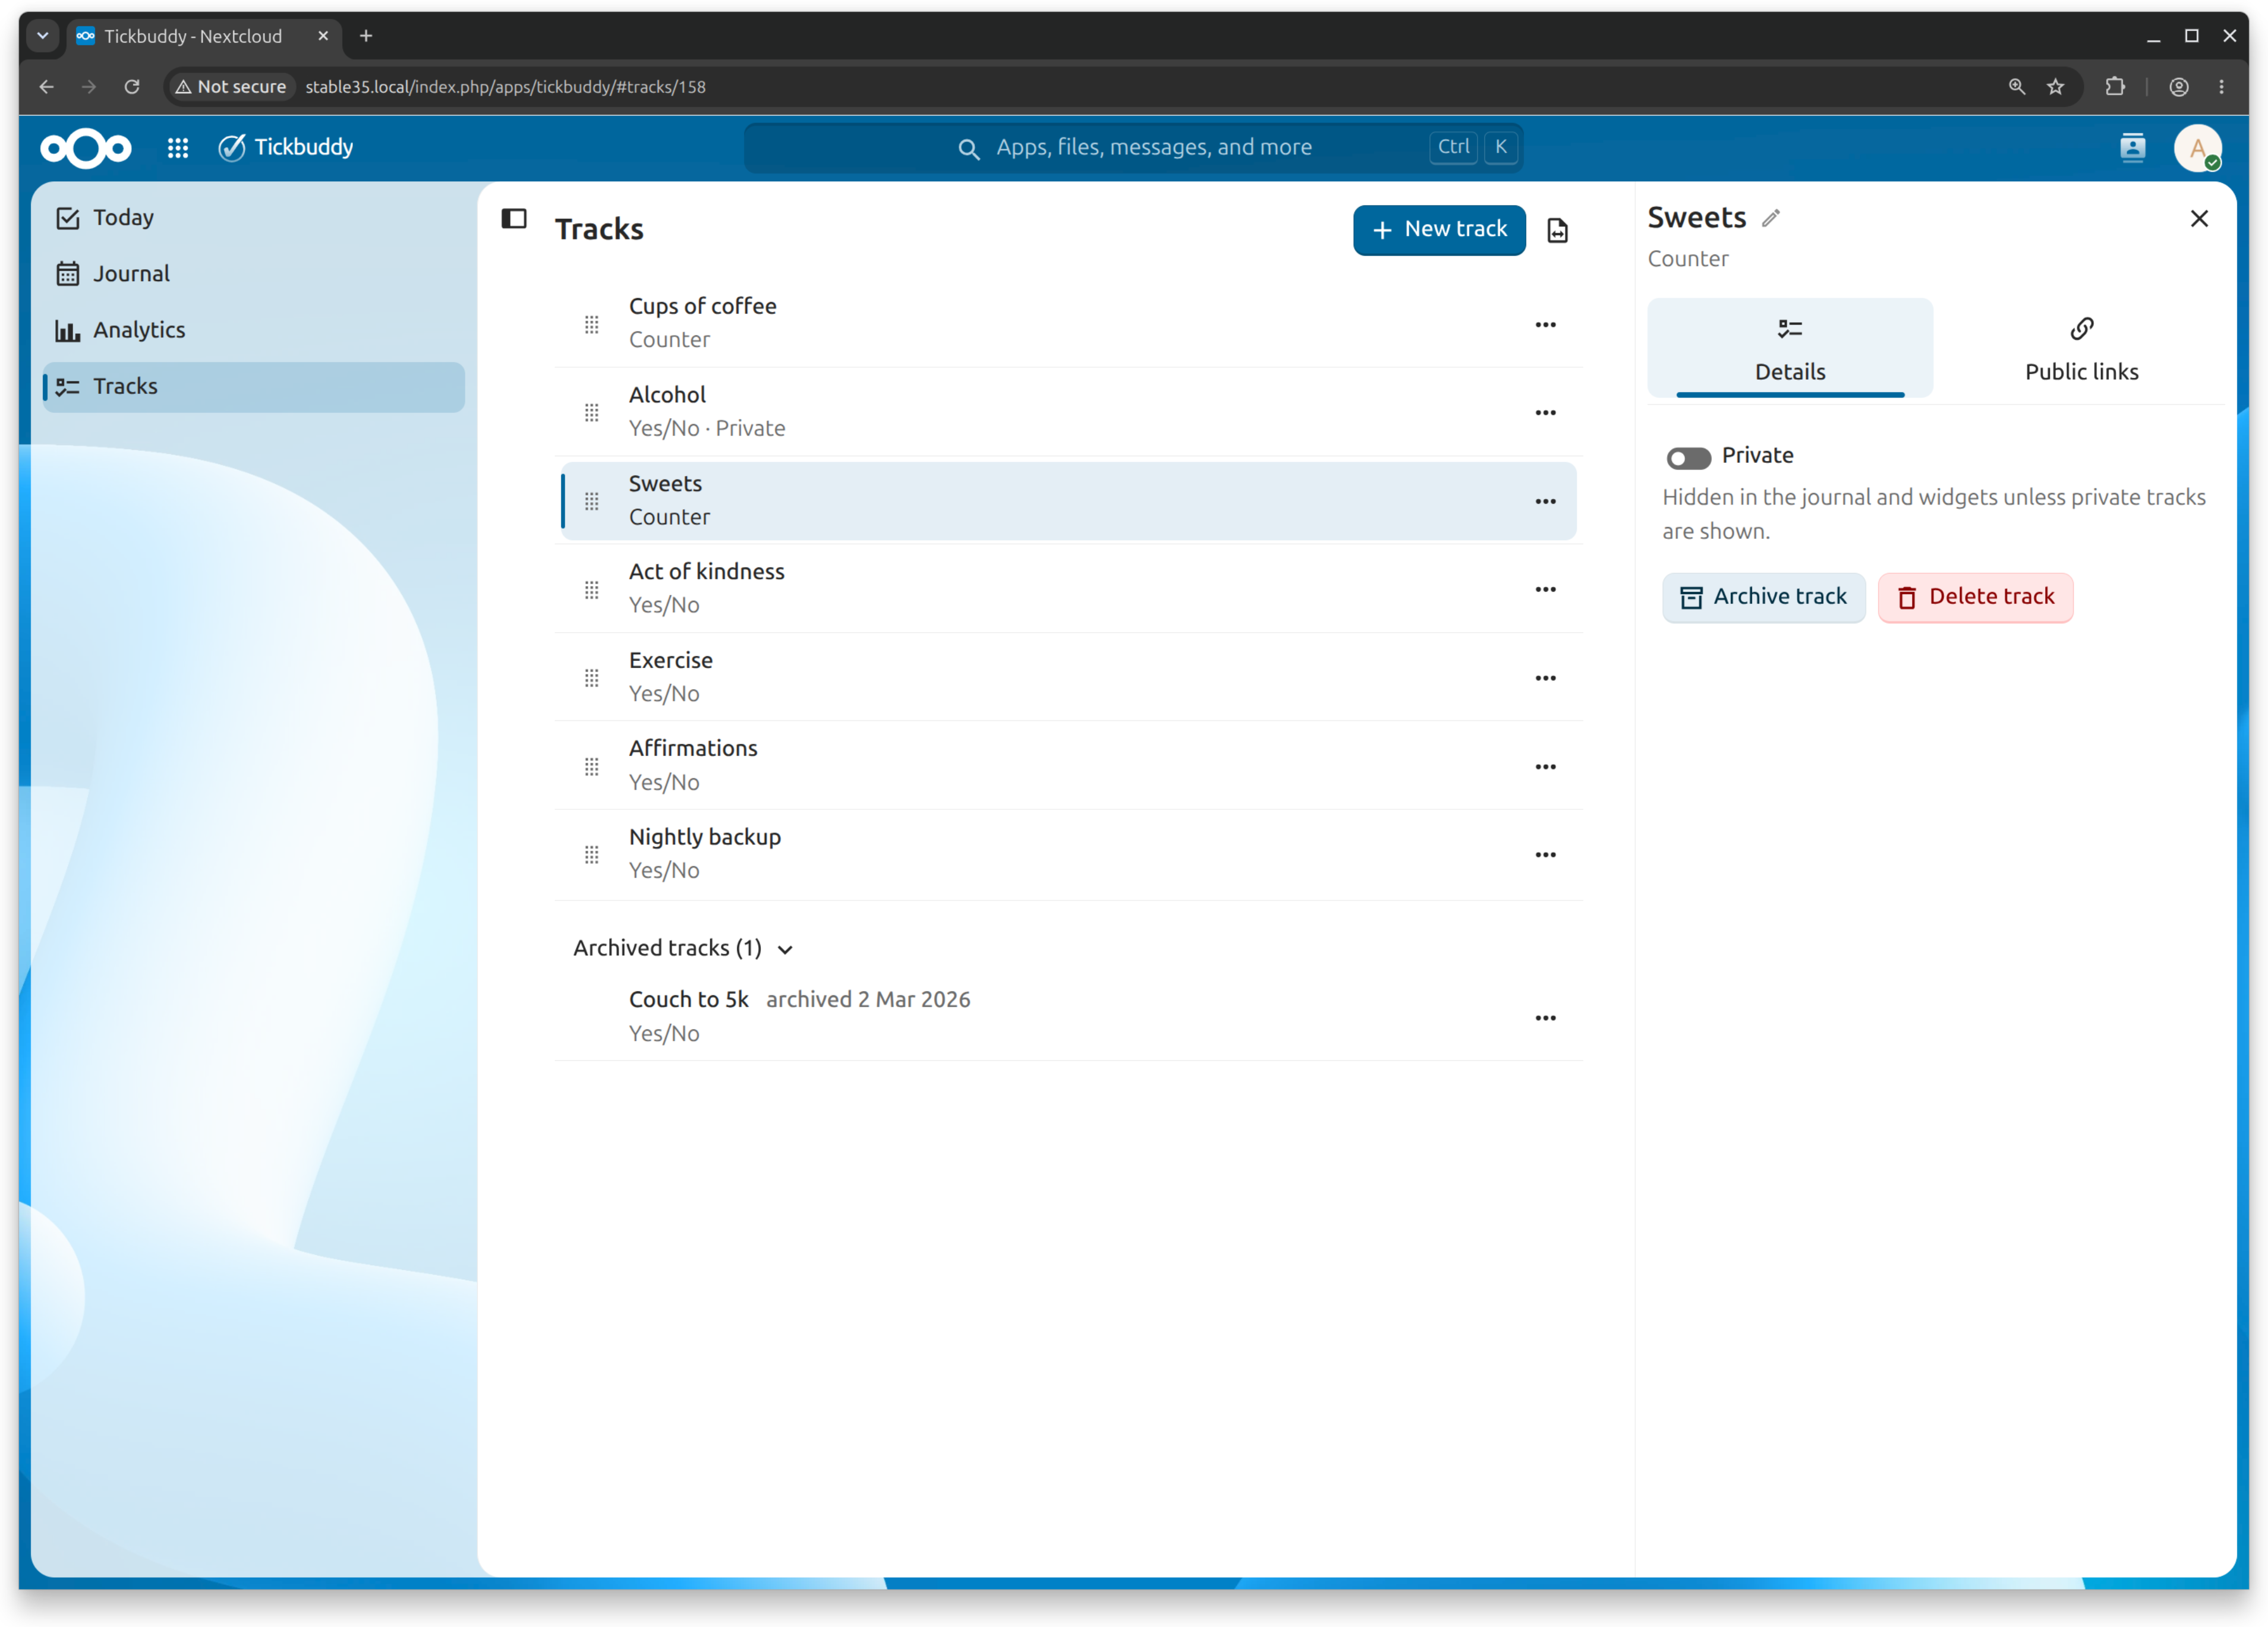 Tickbuddy - Nextcloud
Not secure
stable35.local/index.php/apps/tickbuddy/#tracks/158
Tickbuddy
Apps, files, messages, and more
Ctrl
K
A
Today
Journal
Analytics
Tracks
Tracks
New track
Cups of coffee
Counter
Alcohol
Yes/No · Private
Sweets
Counter
Act of kindness
Yes/No
Exercise
Yes/No
Affirmations
Yes/No
Nightly backup
Yes/No
Archived tracks (1)
Couch to 5k archived 2 Mar 2026
Yes/No
Sweets
Counter
Details
Public links
Private
Hidden in the journal and widgets unless private tracks
are shown.
Archive track
Delete track